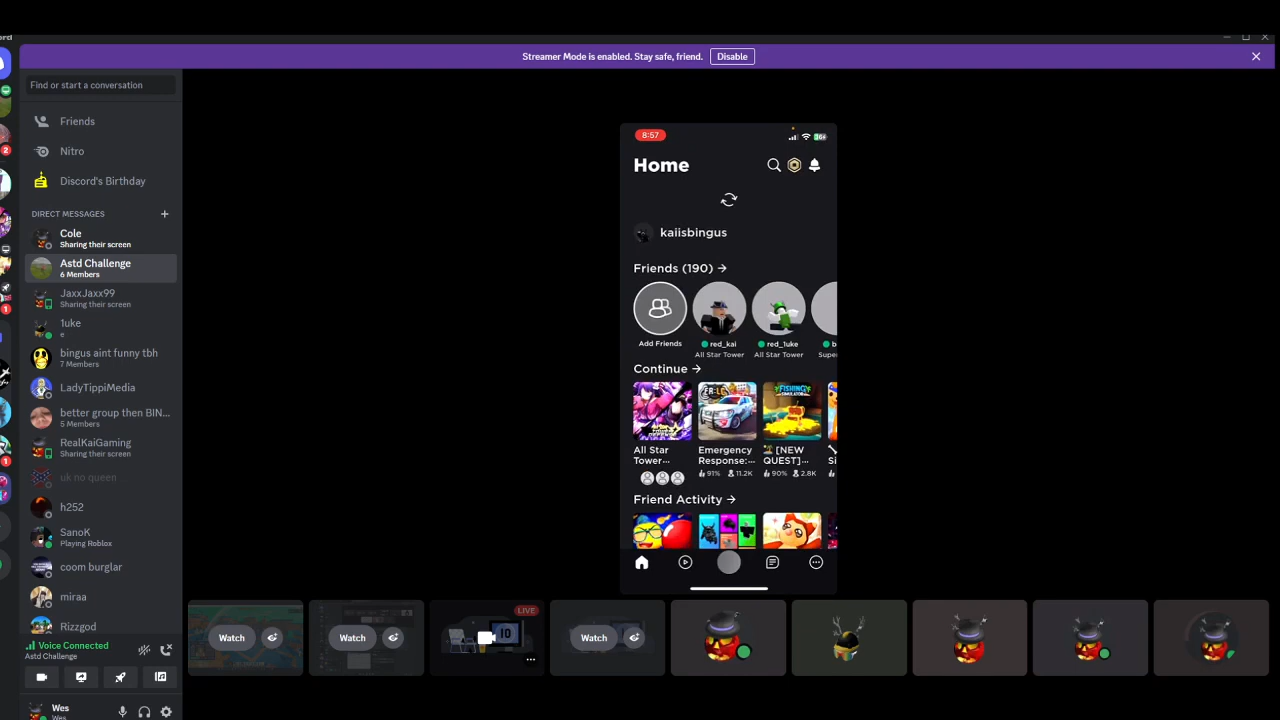 Streamer Mode is enabled. Stay safe, friend. Disable
Find or start a conversation
Friends
Nitro
Discord's Birthday
DIRECT MESSAGES
Cole
Sharing their screen
Astd Challenge
6 Members
JaxxJaxx99
Sharing their screen
1uke
e
bingus aint funny tbh
7 Members
LadyTippiMedia
better group then BIN...
5 Members
RealKaiGaming
Sharing their screen
uk no queen
h252
SanoK
Playing Roblox
coom burglar
miraa
Rizzgod
Voice Connected
Astd Challenge
Wes
Wes
8:57
Home
kaiisbingus
Friends (190)
Add Friends
red_kai
All Star Tower
red_1uke
All Star Tower
Continue
All Star
Tower...
Emergency
Response:...
91% 11.2K
[NEW
QUEST]...
90% 2.8K
Friend Activity
Watch
Watch
LIVE
10
Watch